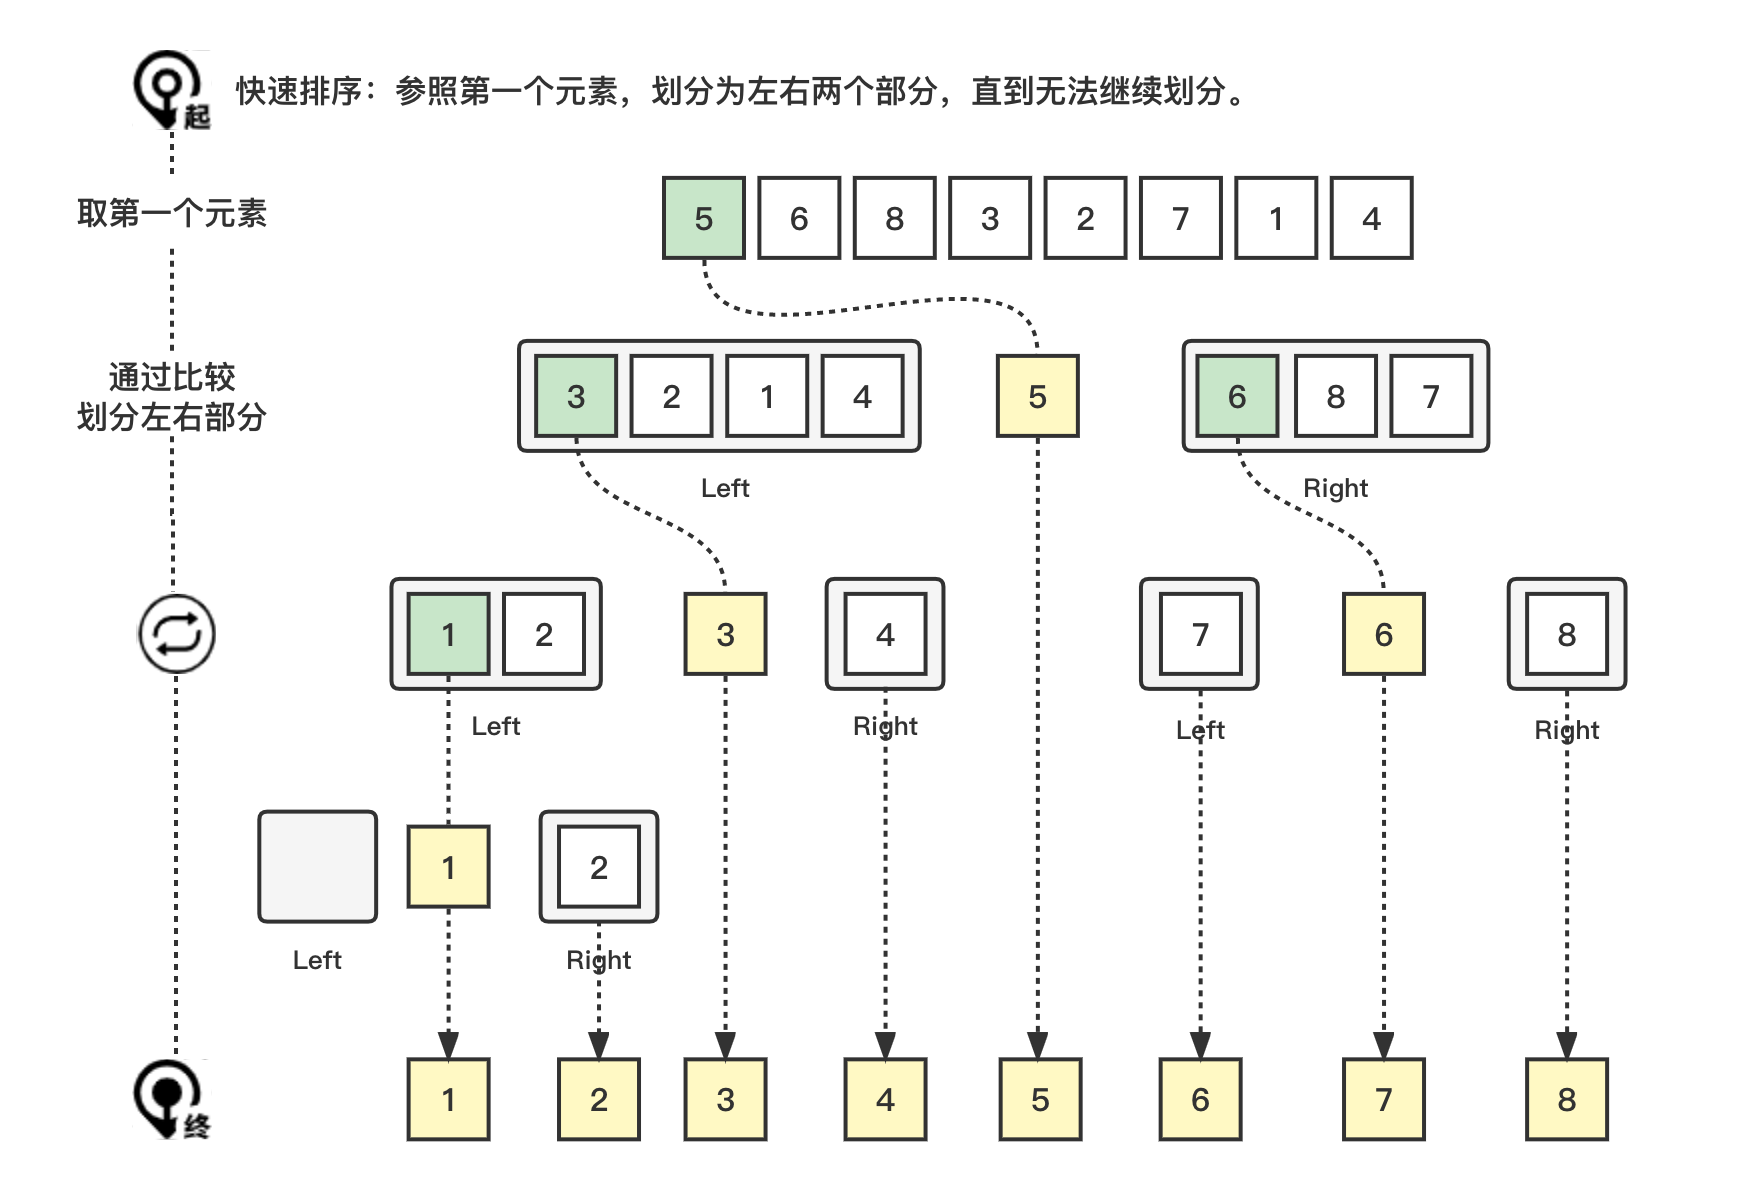 快速排序：参照第一个元素，划分为左右两个部分，直到无法继续划分。
起
取第一个元素
5 6 8 3 2 7 1 4
通过比较
划分左右部分
3 2 1 4 5 6 8 7
Left Right
1 2 3 4 7 6 8
Left Right Left Right
1 2
Left Right
1 2 3 4 5 6 7 8
终